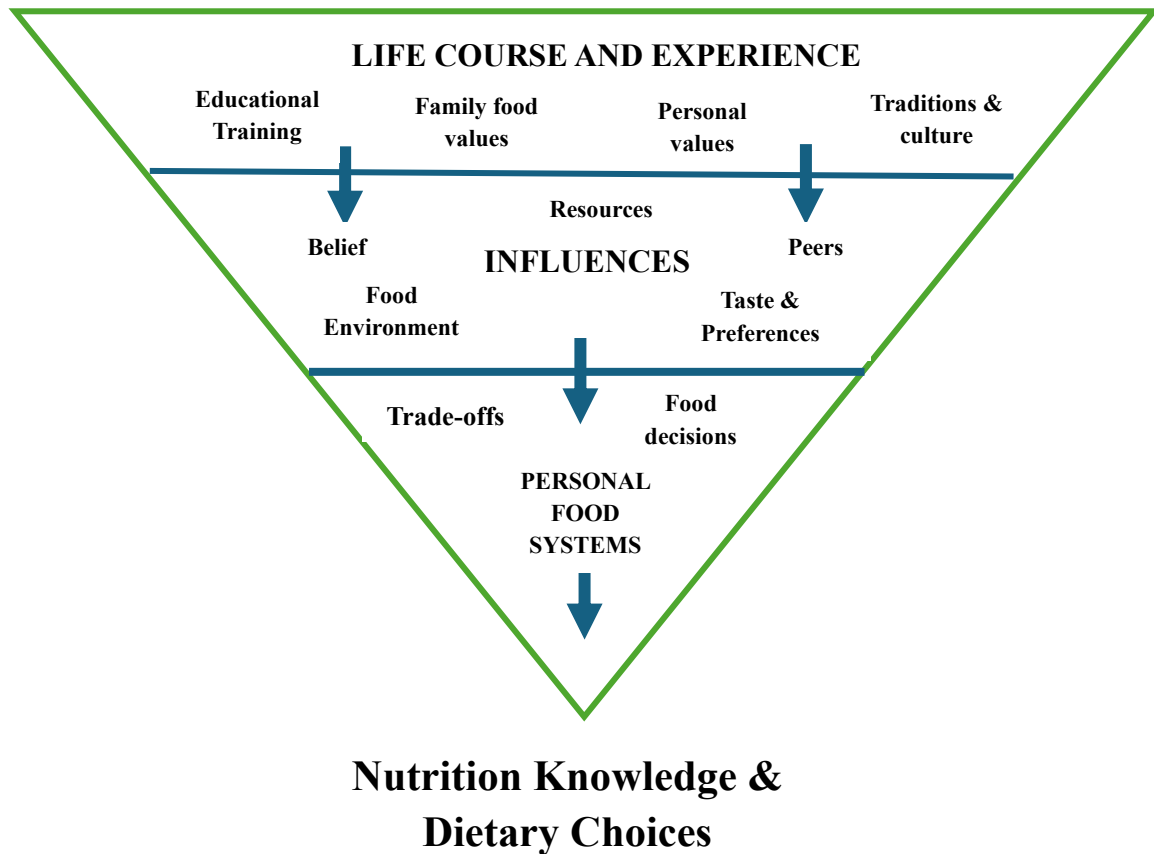 LIFE COURSE AND EXPERIENCE
Educational
Training
Family food
values
Personal
values
Traditions &
culture
Resources
Belief
INFLUENCES
Peers
Food
Environment
Taste &
Preferences
Trade-offs
Food
decisions
PERSONAL
FOOD
SYSTEMS
Nutrition Knowledge &
Dietary Choices